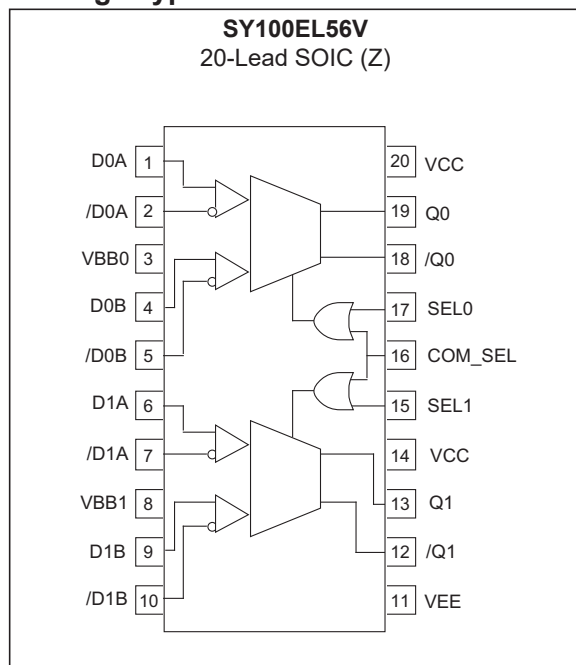 SY100EL56V
20-Lead SOIC (Z)
D0A 1
/D0A 2
VBB0 3
D0B 4
/D0B 5
D1A 6
/D1A 7
VBB1 8
D1B 9
/D1B 10
20 VCC
19 Q0
18 /Q0
17 SEL0
16 COM_SEL
15 SEL1
14 VCC
13 Q1
12 /Q1
11 VEE